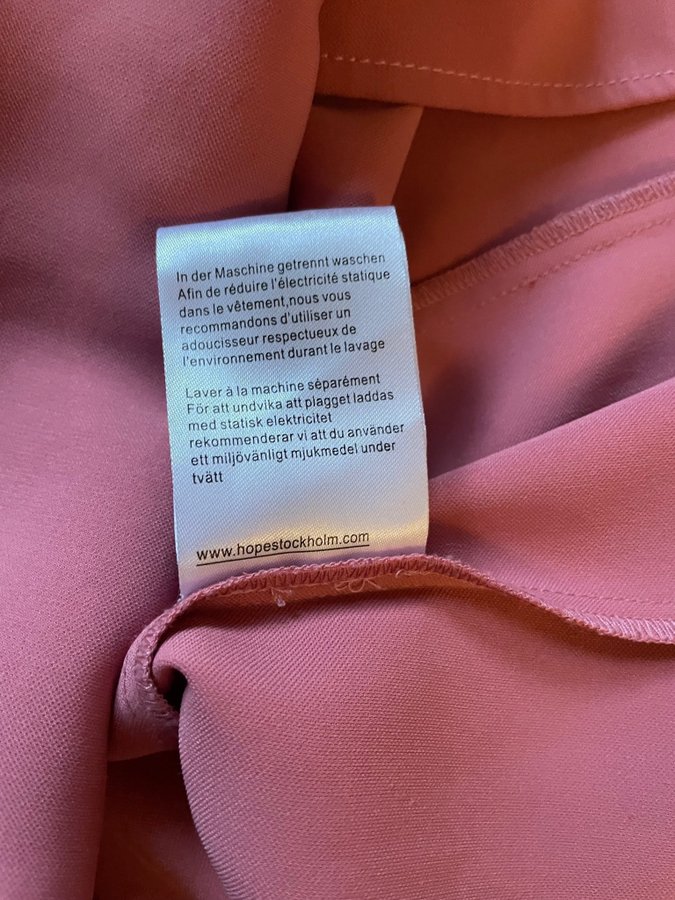 In der Maschine getrennt waschen
Afin de réduire l'électricité statique
dans le vêtement,nous vous
recommandons d'utiliser un
adoucisseur respectueux de
l'environnement durant le lavage
Laver à la machine séparément
För att undvika att plagget laddas
med statisk elektricitet
rekommenderar vi att du använder
ett miljövänligt mjukmedel under
tvätt
www.hopestockholm.com